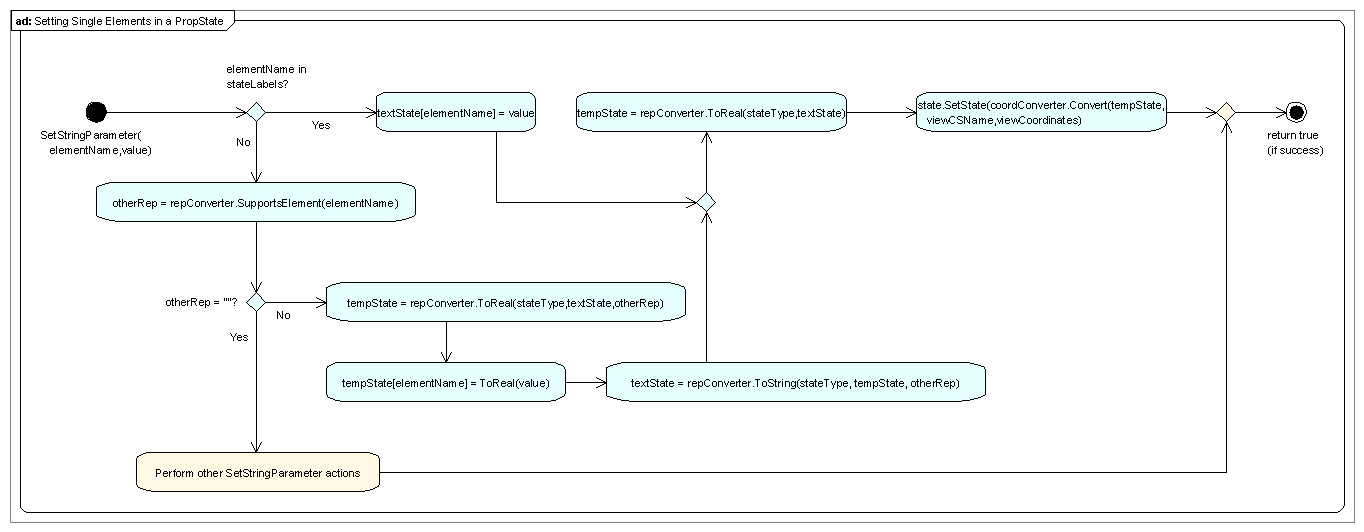 ad: Setting Single Elements in a PropState
elementName in
stateLabels?
SetStringParameter(
elementName,value)
Yes
No
textState[elementName] = value
tempState = repConverter.ToReal(stateType,textState)
state.SetState(coordConverter.Convert(tempState,
viewCSName,viewCoordinates)
return true
(if success)
otherRep = repConverter.SupportsElement(elementName)
otherRep = ""?
No
Yes
tempState = repConverter.ToReal(stateType,textState,otherRep)
tempState[elementName] = ToReal(value)
textState = repConverter.ToString(stateType, tempState, otherRep)
Perform other SetStringParameter actions